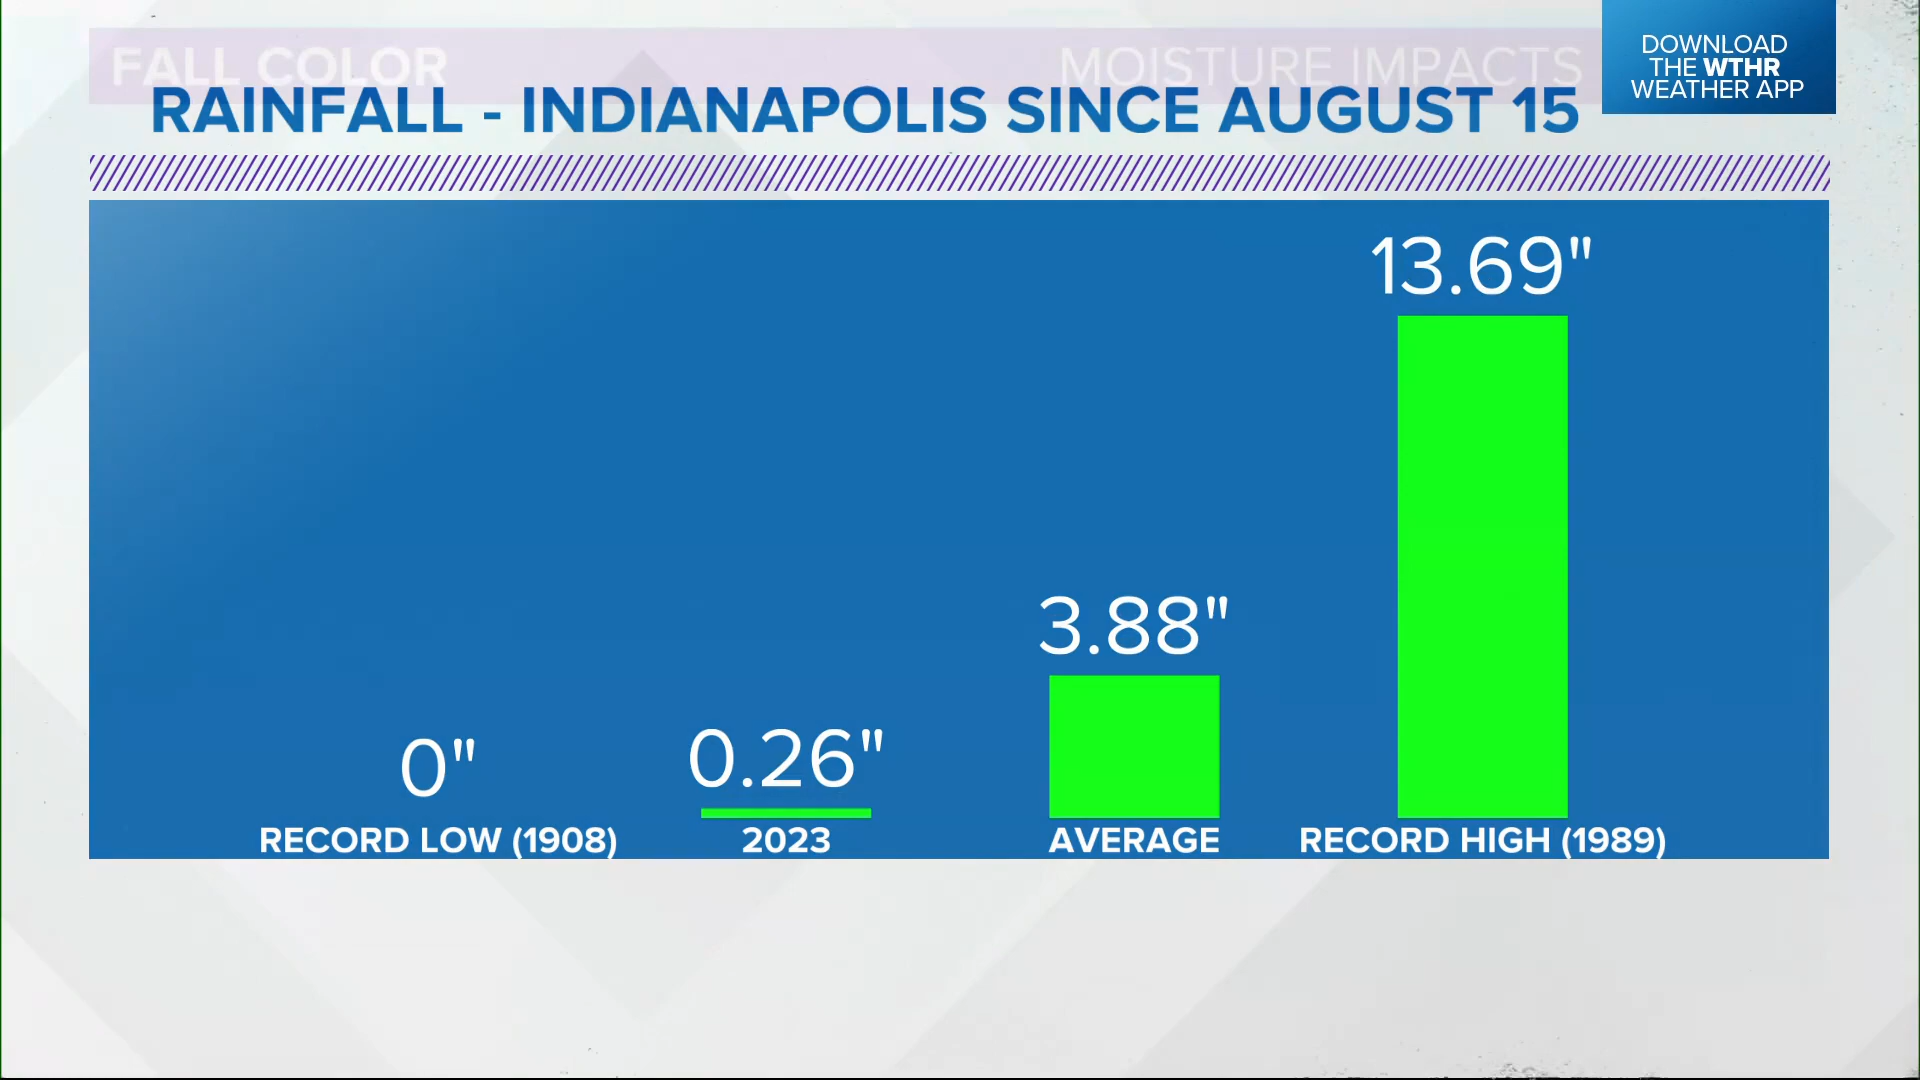 FALL COLOR
MOISTURE IMPACTS
DOWNLOAD
THE WTHR
WEATHER APP
RAINFALL - INDIANAPOLIS SINCE AUGUST 15
13.69"
3.88"
0"
0.26"
RECORD LOW (1908)
2023
AVERAGE
RECORD HIGH (1989)